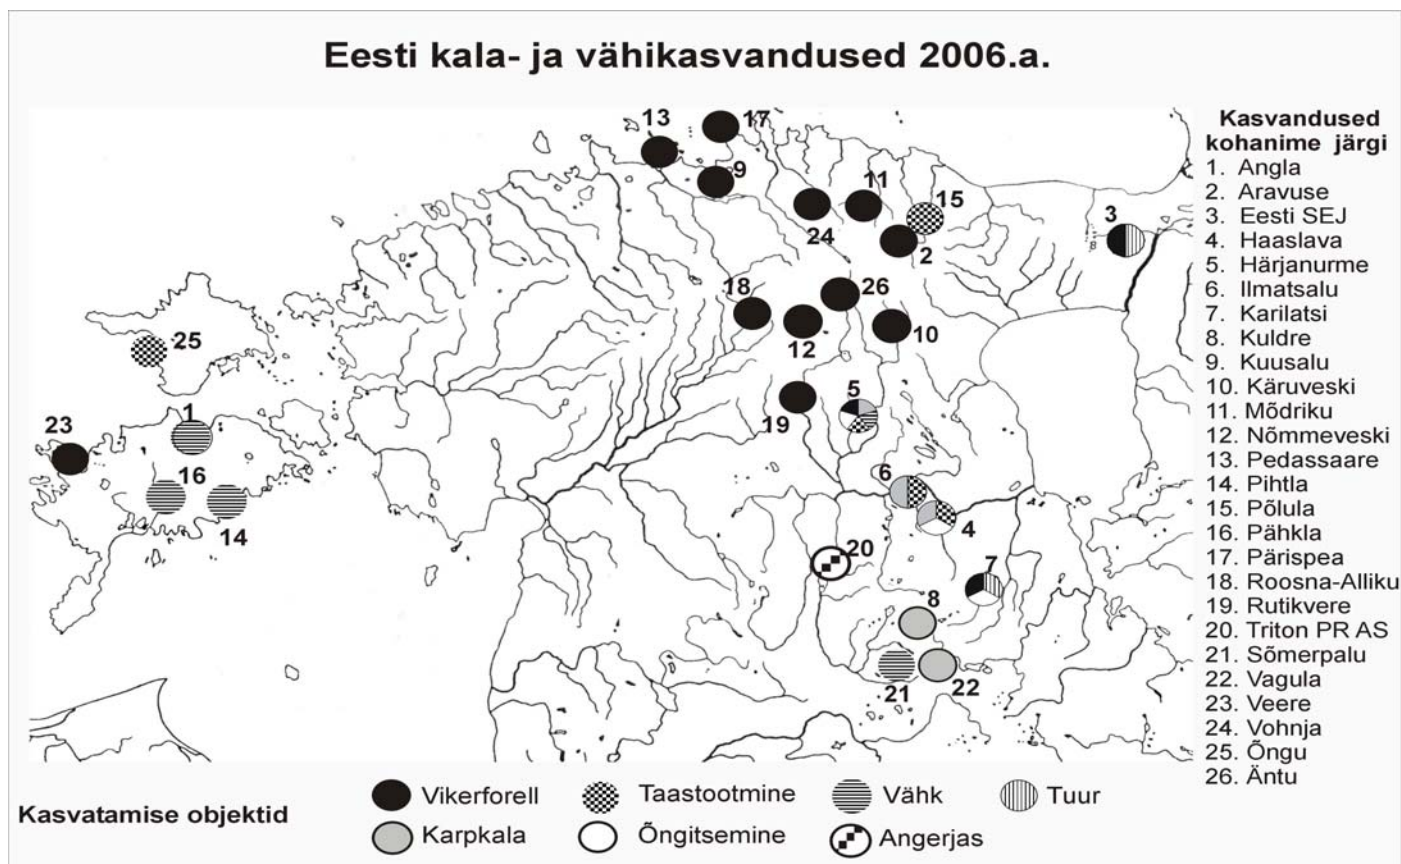 Eesti kala- ja vähikasvandused 2006.a.
13
17
9
11
15
24
2
3
18
26
12
10
25
5
19
23
1
16
14
6
4
20
7
8
21
22
Kasvandused
kohanime järgi
1. Angla
2. Aravuse
3. Eesti SEJ
4. Haaslava
5. Härjanurme
6. Ilmatsalu
7. Karilatsi
8. Kuldre
9. Kuusalu
10. Käruveski
11. Mõdriku
12. Nõmmeveski
13. Pedassaare
14. Pihtla
15. Põlula
16. Pähkla
17. Pärispea
18. Roosna-Alliku
19. Rutikvere
20. Triton PR AS
21. Sõmerpalu
22. Vagula
23. Veere
24. Vohnja
25. Õngu
26. Äntu
Kasvatamise objektid
Vikerforell
Taastootmine
Vähk
Tuur
Karpkala
Õngitsemine
Angerjas